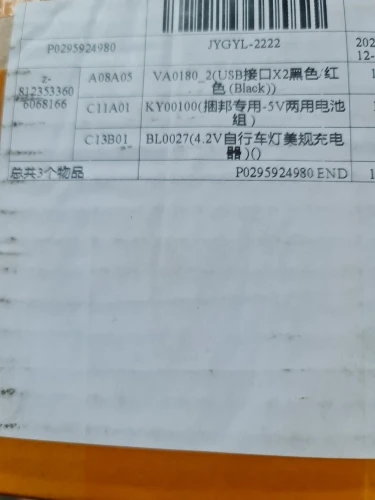 P0295924980 JYGYL-2222 202
12-
z-
812353360
6068166
A08A05 VA0180_2(USB接口X2黑色/红
色(Black)) 1
C11A01 KY00100(捆邦专用-5V两用电池
组)
C13B01 BL0027(4.2V自行车灯美规充电
器)()
总共3个物品 P0295924980 END 1